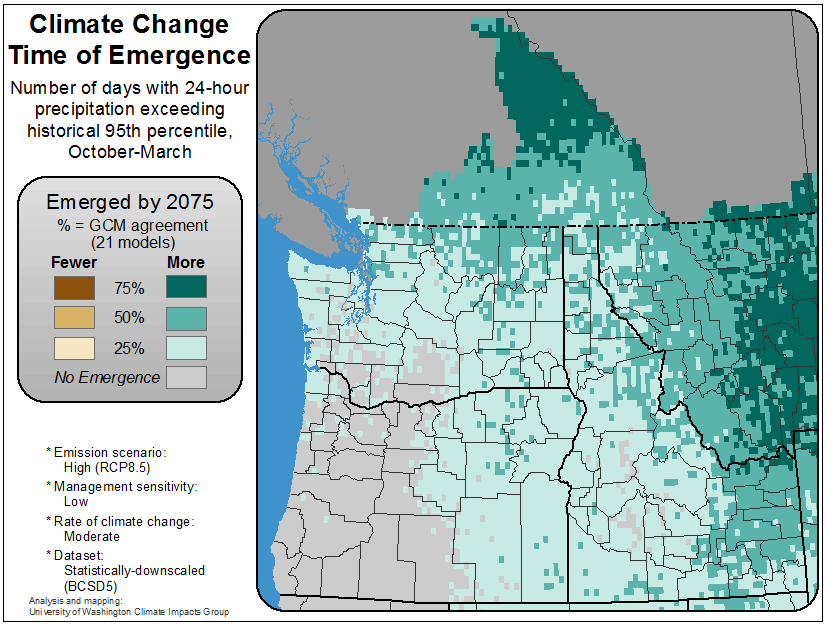 Climate Change
Time of Emergence
Number of days with 24-hour
precipitation exceeding
historical 95th percentile,
October-March
Emerged by 2075
% = GCM agreement
(21 models)
Fewer More
75%
50%
25%
No Emergence
* Emission scenario:
High (RCP8.5)
* Management sensitivity:
Low
* Rate of climate change:
Moderate
* Dataset:
Statistically-downscaled
(BCSD5)
Analysis and mapping:
University of Washington Climate Impacts Group